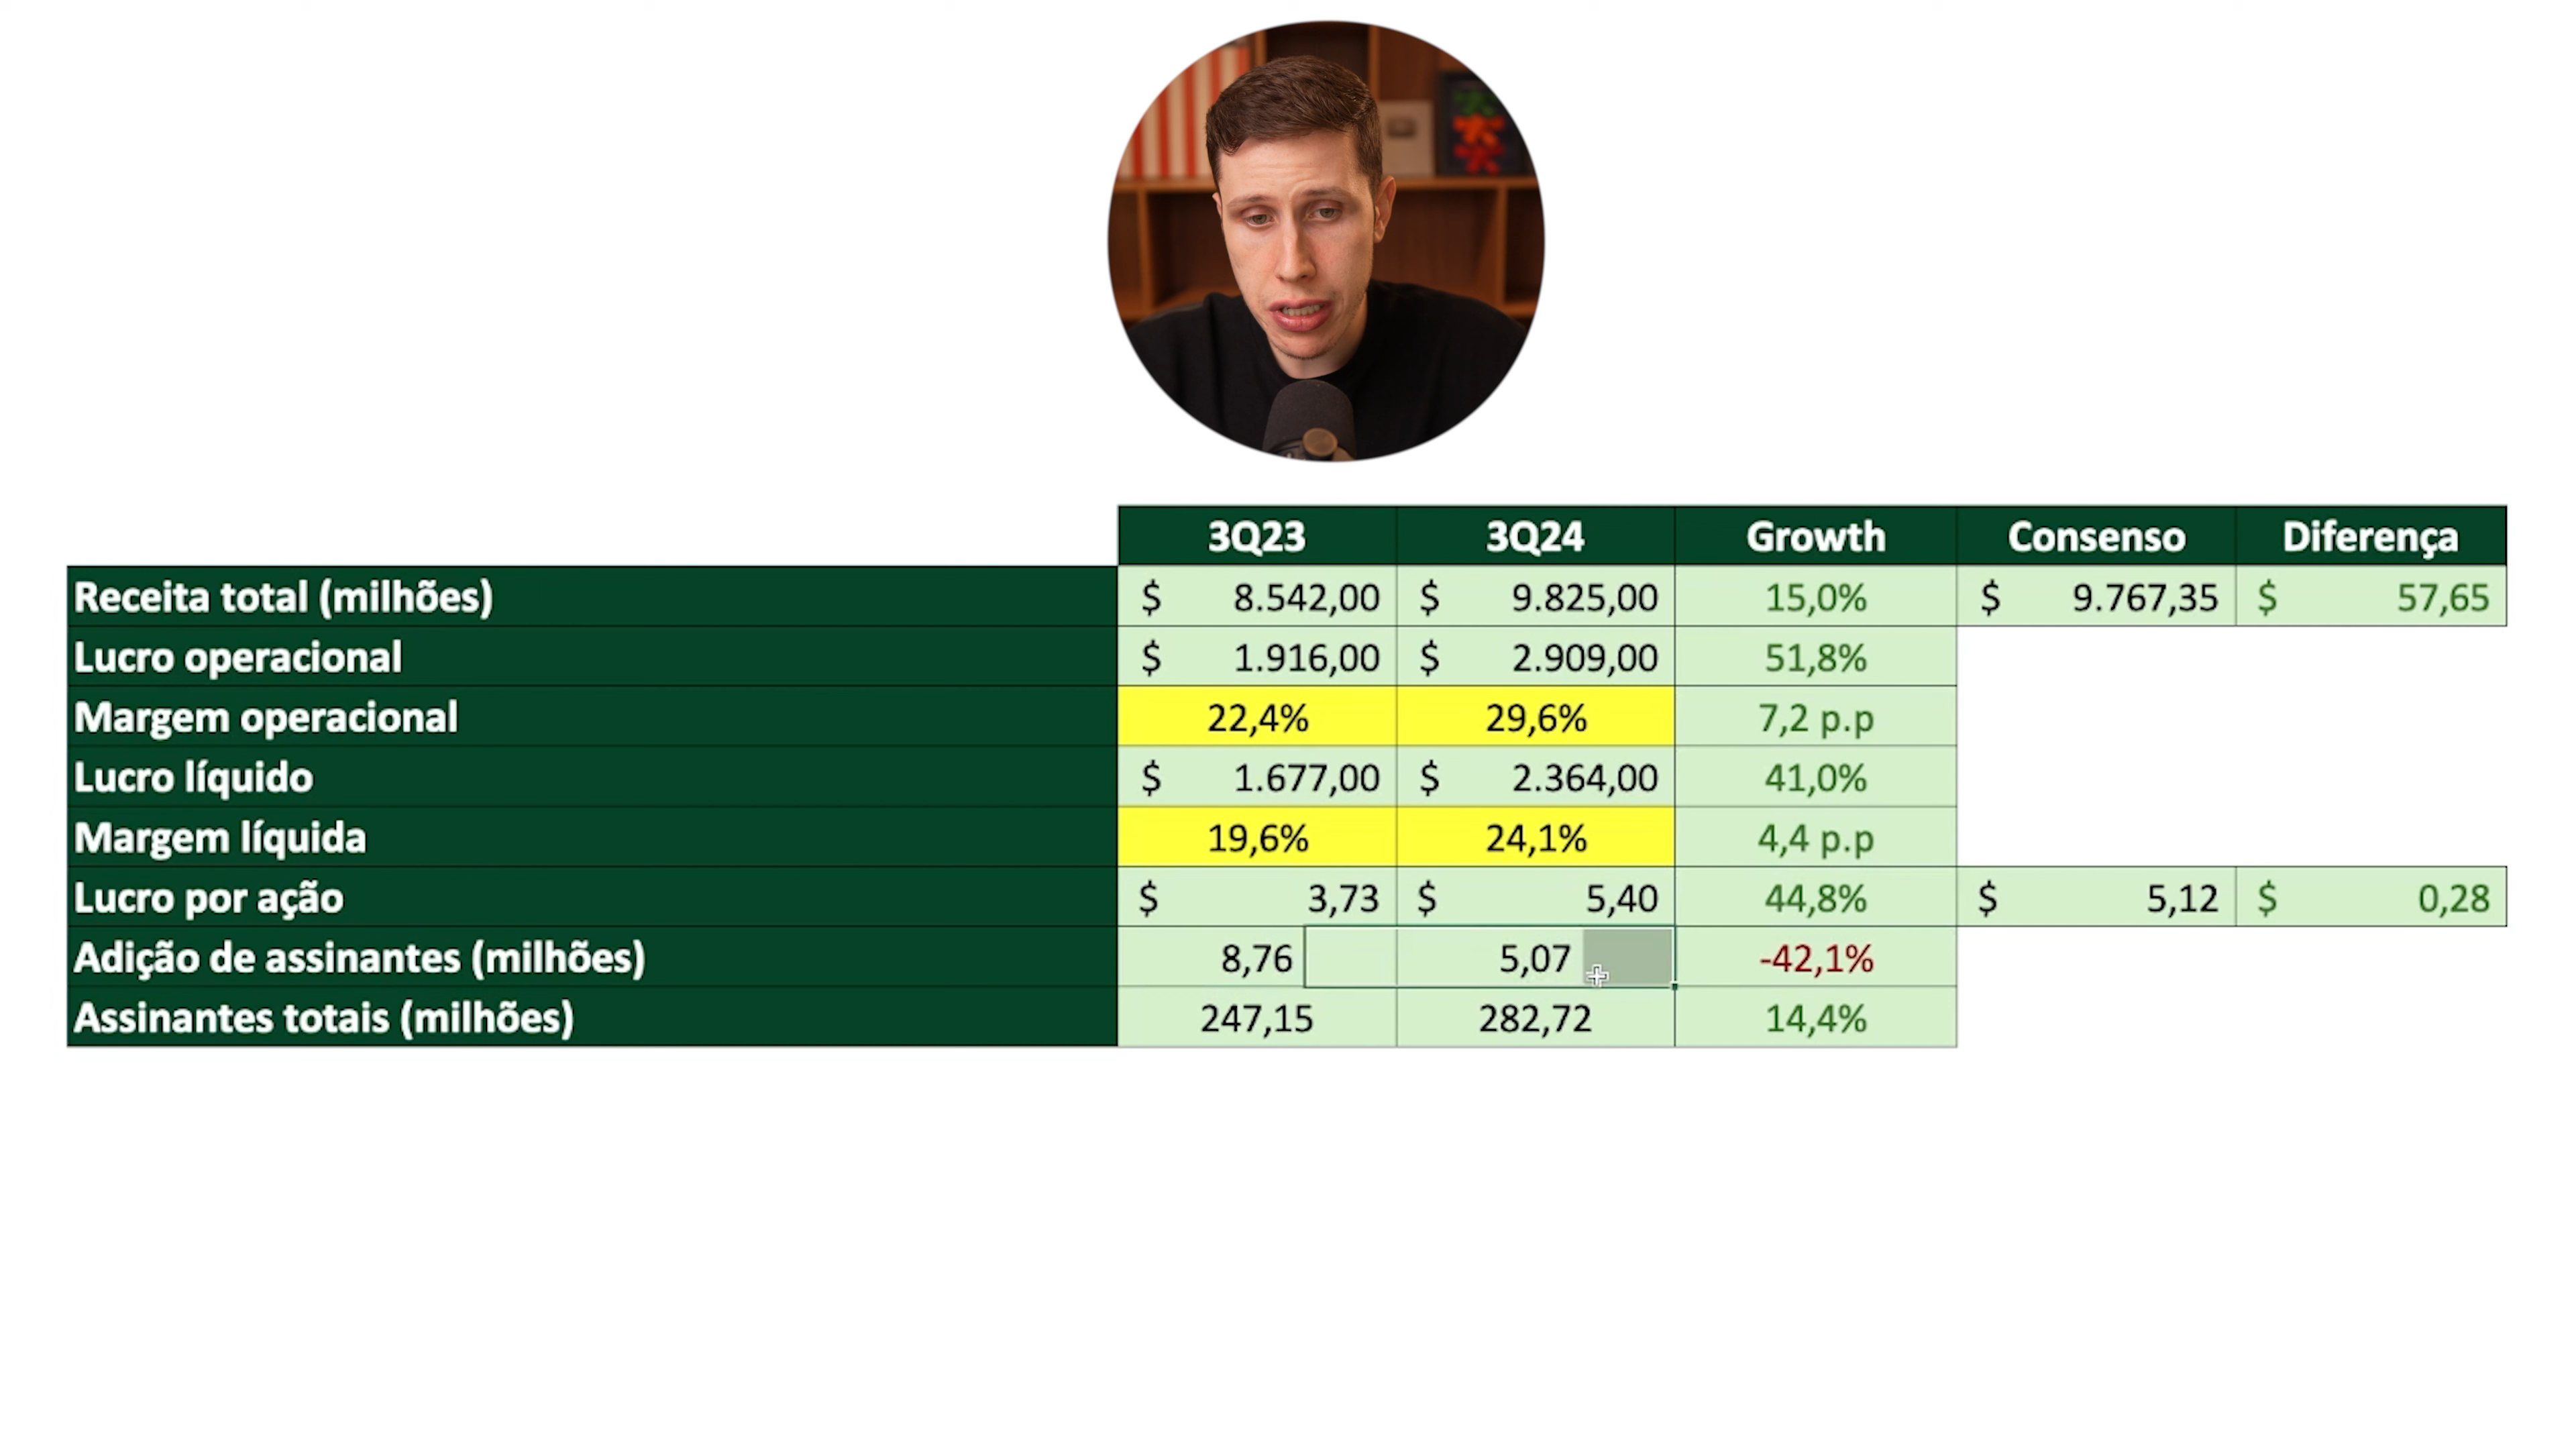 3Q23 3Q24 Growth Consenso Diferença
Receita total (milhões) $ 8.542,00 $ 9.825,00 15,0% $ 9.767,35 $ 57,65
Lucro operacional $ 1.916,00 $ 2.909,00 51,8%
Margem operacional 22,4% 29,6% 7,2 p.p
Lucro líquido $ 1.677,00 $ 2.364,00 41,0%
Margem líquida 19,6% 24,1% 4,4 p.p
Lucro por ação $ 3,73 $ 5,40 44,8% $ 5,12 $ 0,28
Adição de assinantes (milhões) 8,76 5,07 -42,1%
Assinantes totais (milhões) 247,15 282,72 14,4%